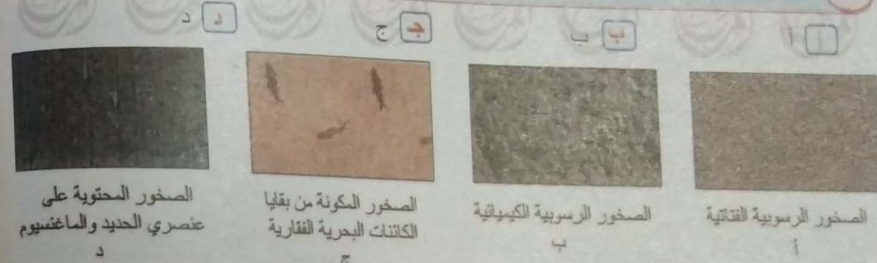 أ أ
ب ب
ج ج
د د
الصخور الرسوبية الفتاتية
أ
الصخور الرسوبية الكيميائية
ب
الصخور المكونة من بقايا
الكائنات البحرية الفقارية
ج
الصخور المحتوية على
عنصري الحديد والماغنسيوم
د